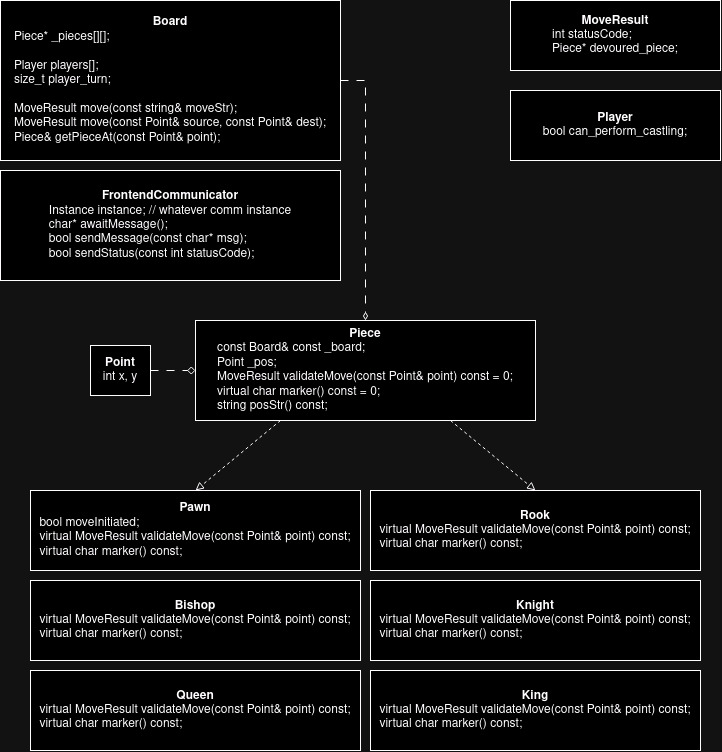 Board
Piece* _pieces[][];
Player players[];
size_t player_turn;
MoveResult move(const string& moveStr);
MoveResult move(const Point& source, const Point& dest);
Piece& getPieceAt(const Point& point);
MoveResult
int statusCode;
Piece* devoured_piece;
Player
bool can_perform_castling;
FrontendCommunicator
Instance instance; // whatever comm instance
char* awaitMessage();
bool sendMessage(const char* msg);
bool sendStatus(const int statusCode);
Point
int x, y
Piece
const Board& const _board;
Point _pos;
MoveResult validateMove(const Point& point) const = 0;
virtual char marker() const = 0;
string posStr() const;
Pawn
bool moveInitiated;
virtual MoveResult validateMove(const Point& point) const;
virtual char marker() const;
Rook
virtual MoveResult validateMove(const Point& point) const;
virtual char marker() const;
Bishop
virtual MoveResult validateMove(const Point& point) const;
virtual char marker() const;
Knight
virtual MoveResult validateMove(const Point& point) const;
virtual char marker() const;
Queen
virtual MoveResult validateMove(const Point& point) const;
virtual char marker() const;
King
virtual MoveResult validateMove(const Point& point) const;
virtual char marker() const;